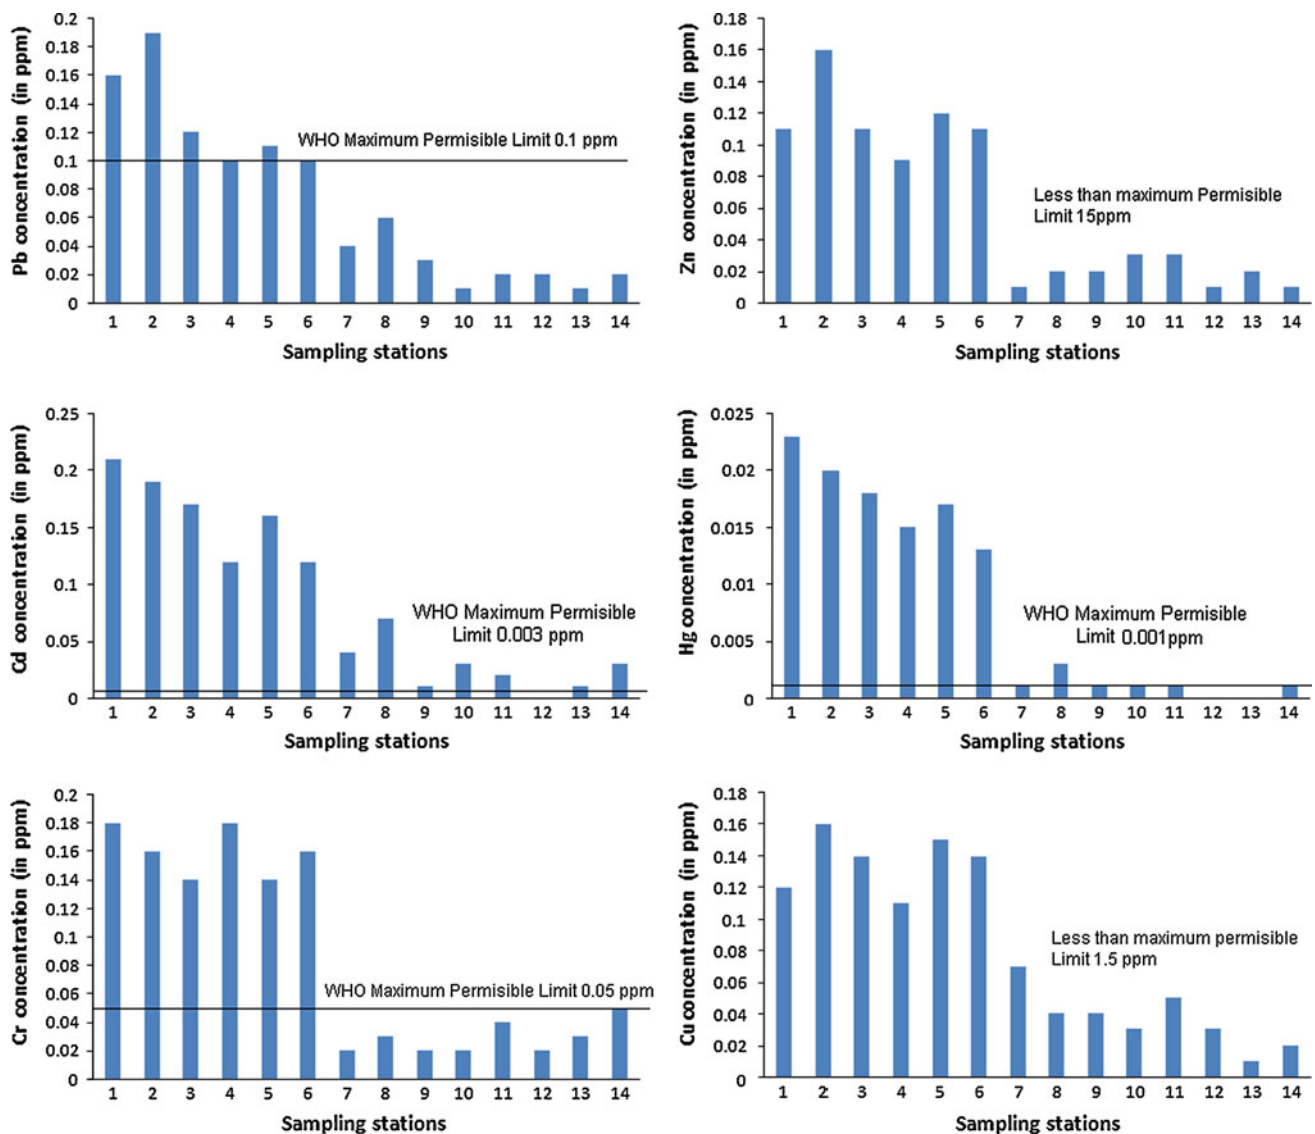 Pb concentration (in ppm)
0.2
0.18
0.16
0.14
0.12
0.1
0.08
0.06
0.04
0.02
0
WHO Maximum Permisible Limit 0.1 ppm
1 2 3 4 5 6 7 8 9 10 11 12 13 14
Sampling stations
Zn concentration (in ppm)
0.18
0.16
0.14
0.12
0.1
0.08
0.06
0.04
0.02
0
Less than maximum Permisible
Limit 15ppm
1 2 3 4 5 6 7 8 9 10 11 12 13 14
Sampling stations
Cd concentration (in ppm)
0.25
0.2
0.15
0.1
0.05
0
WHO Maximum Permisible
Limit 0.003 ppm
1 2 3 4 5 6 7 8 9 10 11 12 13 14
Sampling stations
Hg concentration (in ppm)
0.025
0.02
0.015
0.01
0.005
0
WHO Maximum Permisible
Limit 0.001ppm
1 2 3 4 5 6 7 8 9 10 11 12 13 14
Sampling stations
Cr concentration (in ppm)
0.2
0.18
0.16
0.14
0.12
0.1
0.08
0.06
0.04
0.02
0
WHO Maximum Permisible Limit 0.05 ppm
1 2 3 4 5 6 7 8 9 10 11 12 13 14
Sampling stations
Cu concentration (in ppm)
0.18
0.16
0.14
0.12
0.1
0.08
0.06
0.04
0.02
0
Less than maximum permisible
Limit 1.5 ppm
1 2 3 4 5 6 7 8 9 10 11 12 13 14
Sampling stations